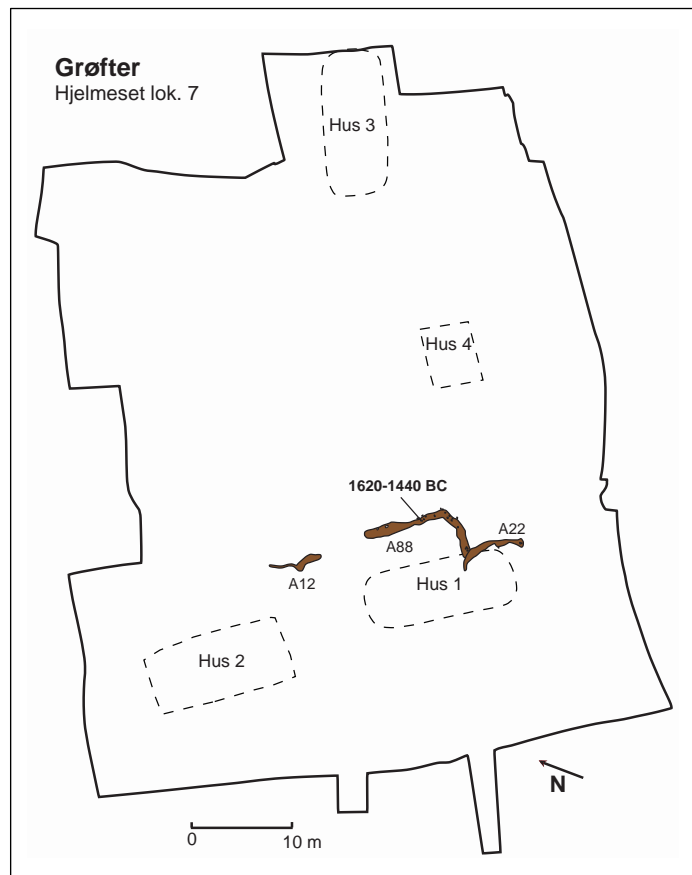 Grøfter
Hjelmeset lok. 7
Hus 3
Hus 4
1620-1440 BC
A22
A88
A12
Hus 1
Hus 2
N
0 10 m